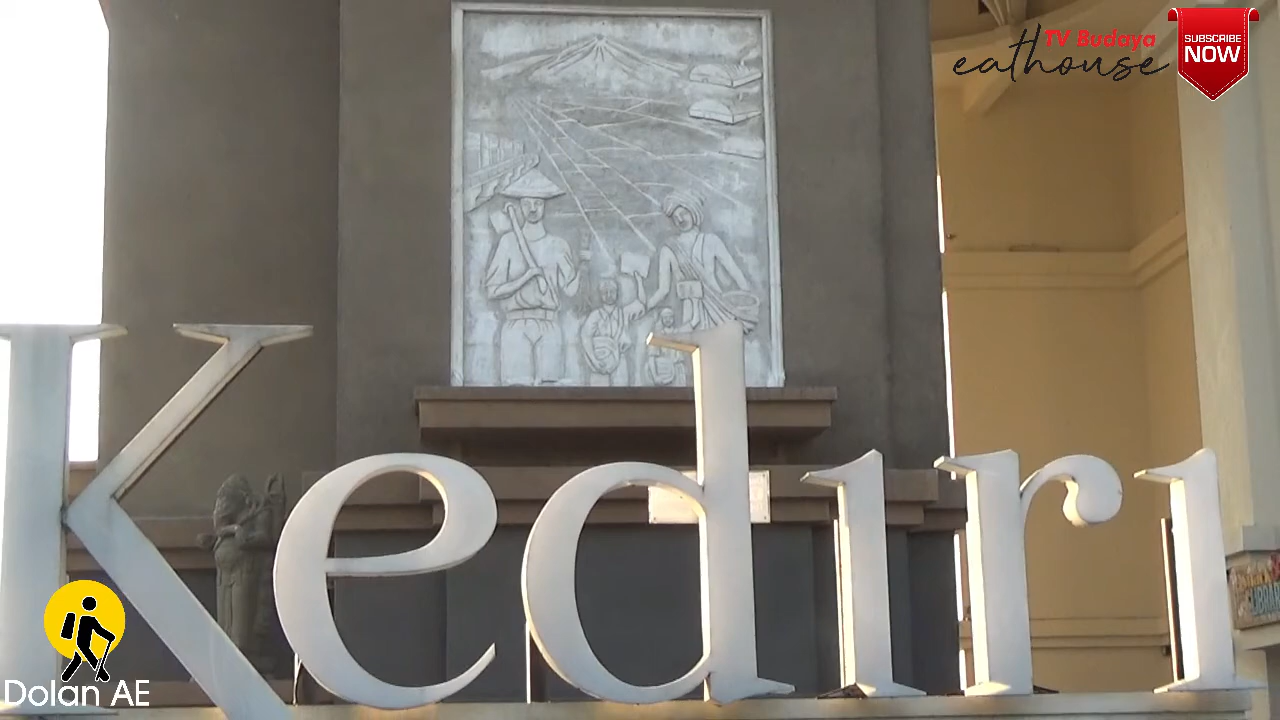 TV Budaya
eathouse
SUBSCRIBE
NOW
Kediri
Dolan AE